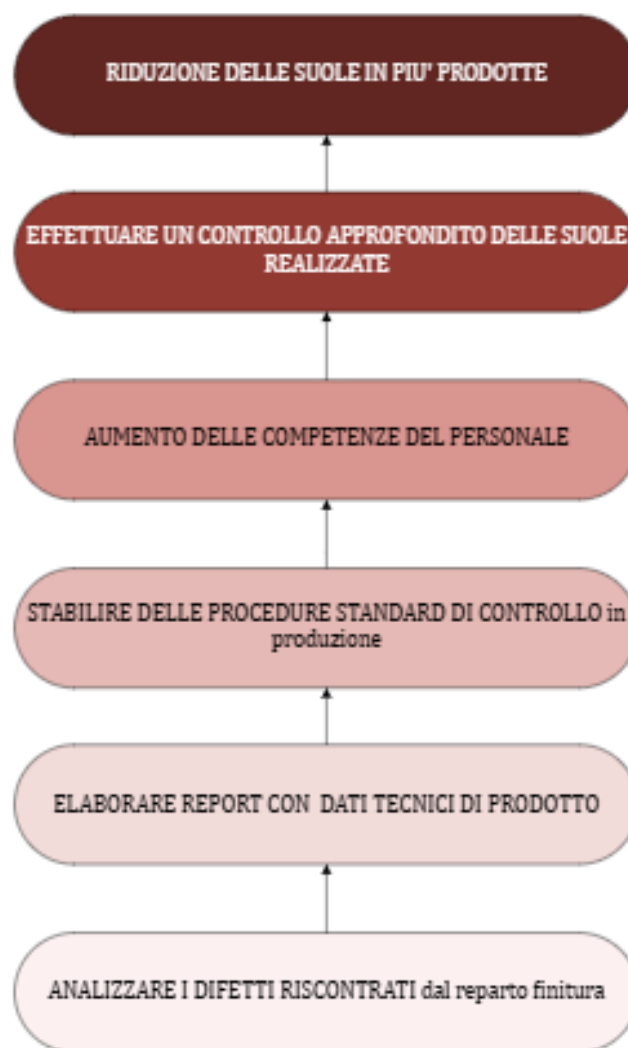 RIDUZIONE DELLE SUOLE IN PIU' PRODOTTE
EFFETTUARE UN CONTROLLO APPROFONDITO DELLE SUOLE
REALIZZATE
AUMENTO DELLE COMPETENZE DEL PERSONALE
STABILIRE DELLE PROCEDURE STANDARD DI CONTROLLO in
produzione
ELABORARE REPORT CON DATI TECNICI DI PRODOTTO
ANALIZZARE I DIFETTI RISCONTRATI dal reparto finitura